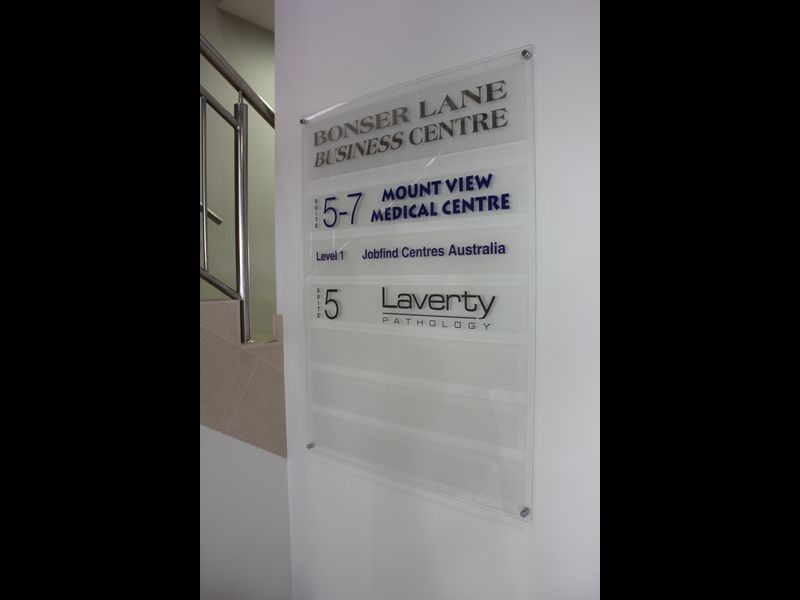 BONSER LANE
BUSINESS CENTRE
SUITE 5-7 MOUNT VIEW
MEDICAL CENTRE
Level 1 Jobfind Centres Australia
SUITE 5 Laverty
PATHOLOGY